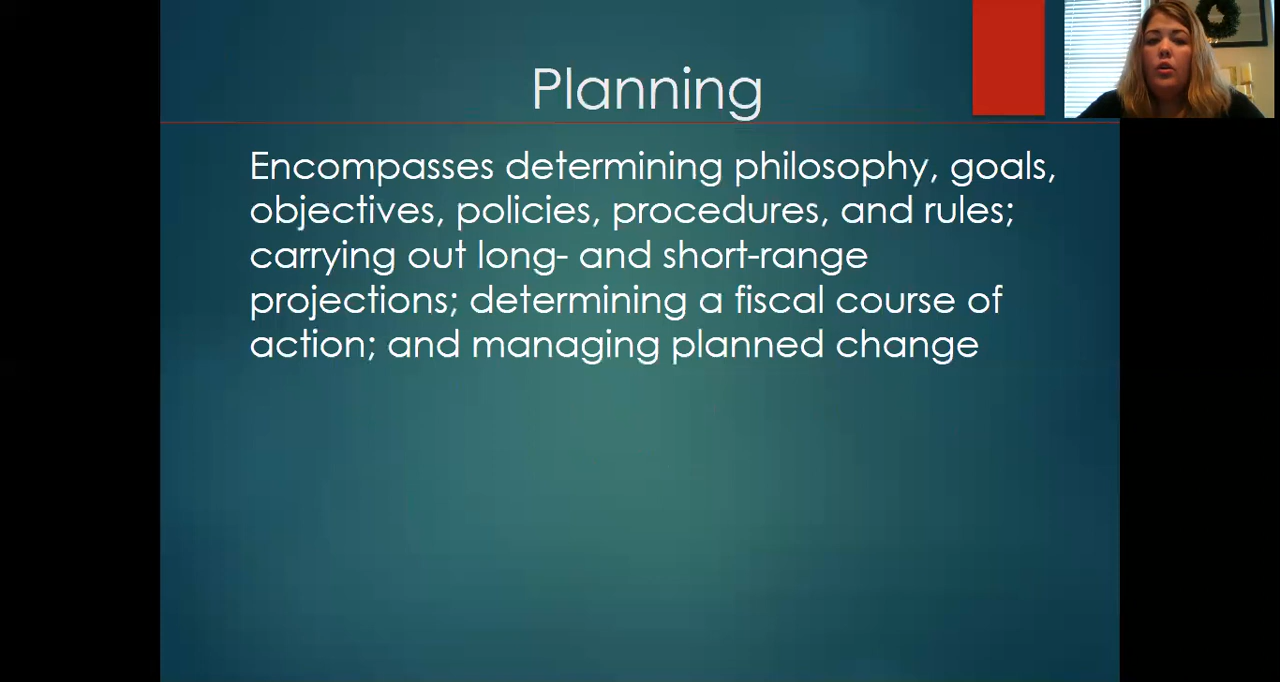 Planning
Encompasses determining philosophy, goals,
objectives, policies, procedures, and rules;
carrying out long- and short-range
projections; determining a fiscal course of
action; and managing planned change